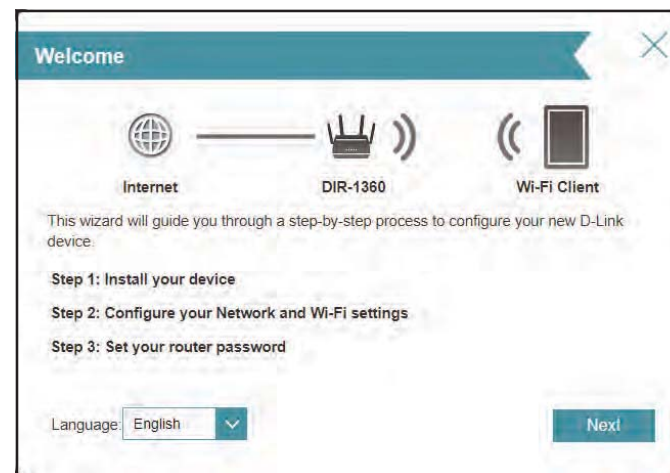 Welcome
Internet
DIR-1360
Wi-Fi Client
This wizard will guide you through a step-by-step process to configure your new D-Link
device.
Step 1: Install your device
Step 2: Configure your Network and Wi-Fi settings
Step 3: Set your router password
Language: English
Next